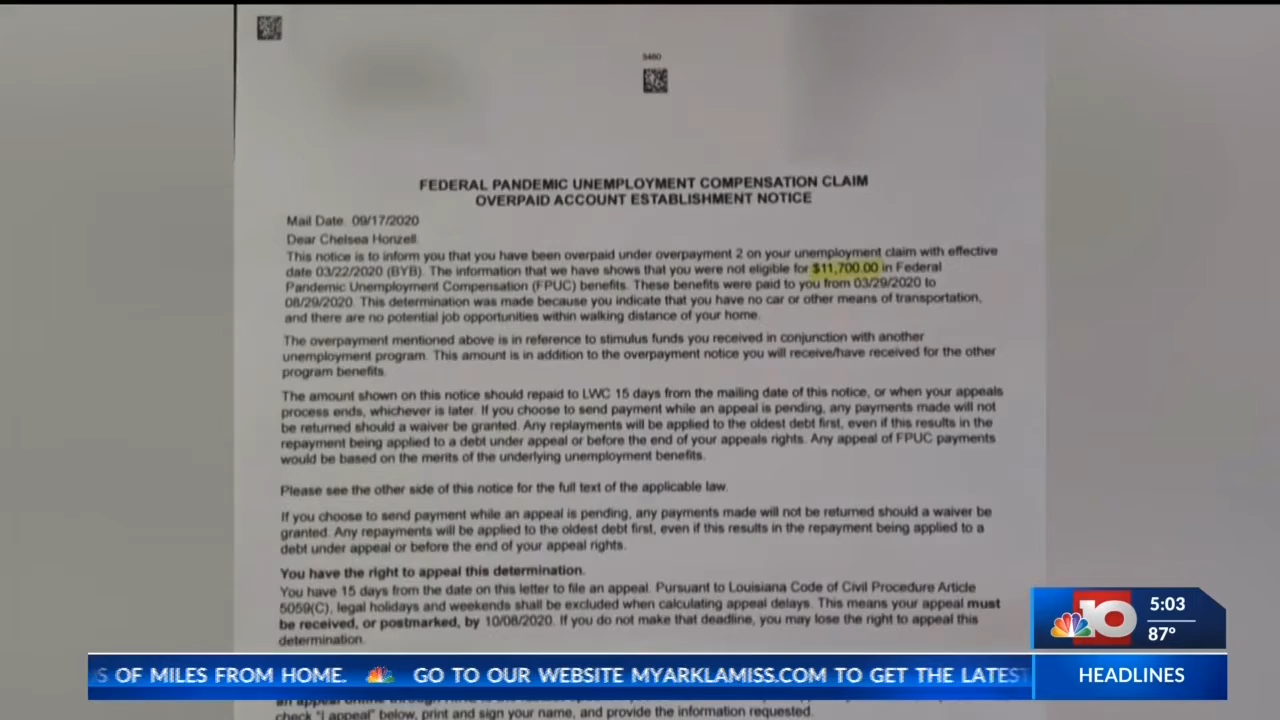 3460
FEDERAL PANDEMIC UNEMPLOYMENT COMPENSATION CLAIM
OVERPAID ACCOUNT ESTABLISHMENT NOTICE
Mail Date: 09/17/2020
Dear Chelsea Honzell
This notice is to inform you that you have been overpaid under overpayment 2 on your unemployment claim with effective
date 03/22/2020 (BYB). The information that we have shows that you were not eligible for $11,700.00 in Federal
Pandemic Unemployment Compensation (FPUC) benefits. These benefits were paid to you from 03/29/2020 to
08/29/2020. This determination was made because you indicate that you have no car or other means of transportation,
and there are no potential job opportunities within walking distance of your home.
The overpayment mentioned above is in reference to stimulus funds you received in conjunction with another
unemployment program. This amount is in addition to the overpayment notice you will receive/have received for the other
program benefits.
The amount shown on this notice should repaid to LWC 15 days from the mailing date of this notice, or when your appeals
process ends, whichever is later. If you choose to send payment while an appeal is pending, any payments made will not
be returned should a waiver be granted. Any replayments will be applied to the oldest debt first, even if this results in the
repayment being applied to a debt under appeal or before the end of your appeals rights. Any appeal of FPUC payments
would be based on the merits of the underlying unemployment benefits.
Please see the other side of this notice for the full text of the applicable law.
If you choose to send payment while an appeal is pending, any payments made will not be returned should a waiver be
granted. Any repayments will be applied to the oldest debt first, even if this results in the repayment being applied to a
debt under appeal or before the end of your appeal rights.
You have the right to appeal this determination.
You have 15 days from the date on this letter to file an appeal. Pursuant to Louisiana Code of Civil Procedure Article
5059(C), legal holidays and weekends shall be excluded when calculating appeal delays. This means your appeal must
be received, or postmarked, by 10/08/2020. If you do not make that deadline, you may lose the right to appeal this
determination.
10
5:03
87°
S OF MILES FROM HOME. GO TO OUR WEBSITE MYARKLAMISS.COM TO GET THE LATEST
HEADLINES
check "I appeal" below, print and sign your name, and provide the information requested.